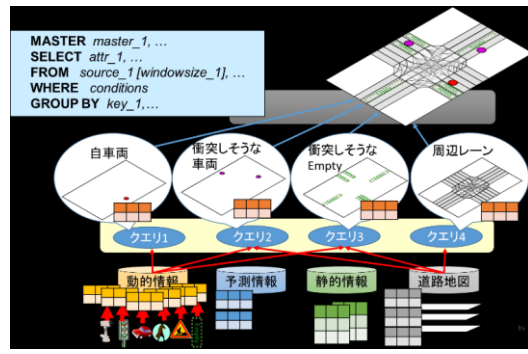 MASTER master_1, …
SELECT attr_1, …
FROM source_1 [windowsize_1], …
WHERE conditions
GROUP BY key_1,…
自車両
衝突しそうな
車両
衝突しそうな
Empty
周辺レーン
クエリ1
クエリ2
クエリ3
クエリ4
動的情報
予測情報
静的情報
道路地図